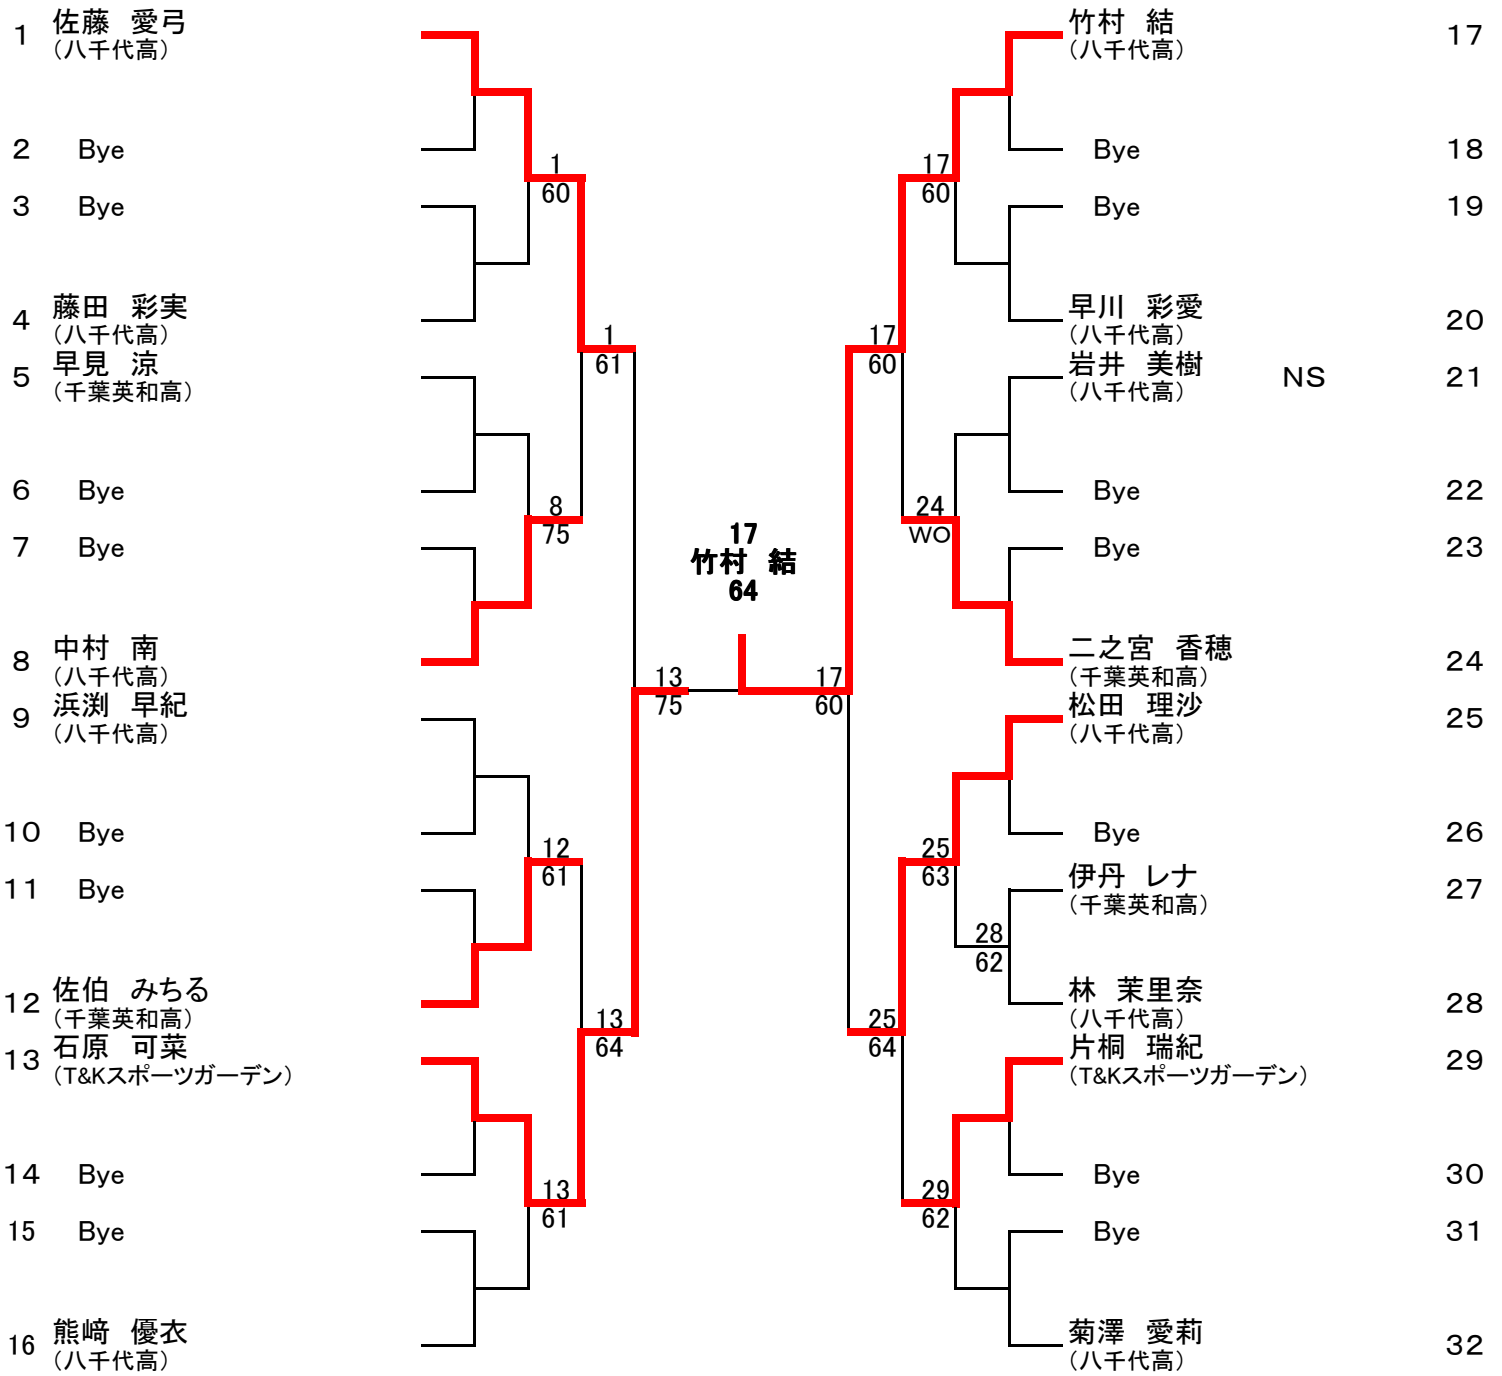 1 佐藤 愛弓
(八千代高)
2 Bye
3 Bye
4 藤田 彩実
(八千代高)
5 早見 涼
(千葉英和高)
6 Bye
7 Bye
8 中村 南
(八千代高)
9 浜渕 早紀
(八千代高)
10 Bye
11 Bye
12 佐伯 みちる
(千葉英和高)
13 石原 可菜
(T&Kスポーツガーデン)
14 Bye
15 Bye
16 熊﨑 優衣
(八千代高)
1
60
8
75
12
61
13
61
1
61
13
64
13
75
17
竹村 結
64
17
60
17
60
25
64
17
60
24
WO
25
63
28
62
29
62
竹村 結 17
(八千代高)
Bye 18
Bye 19
早川 彩愛 20
(八千代高)
岩井 美樹 NS 21
(八千代高)
Bye 22
Bye 23
二之宮 香穂 24
(千葉英和高)
松田 理沙 25
(八千代高)
Bye 26
伊丹 レナ 27
(千葉英和高)
林 茉里奈 28
(八千代高)
片桐 瑞紀 29
(T&Kスポーツガーデン)
Bye 30
Bye 31
菊澤 愛莉 32
(八千代高)